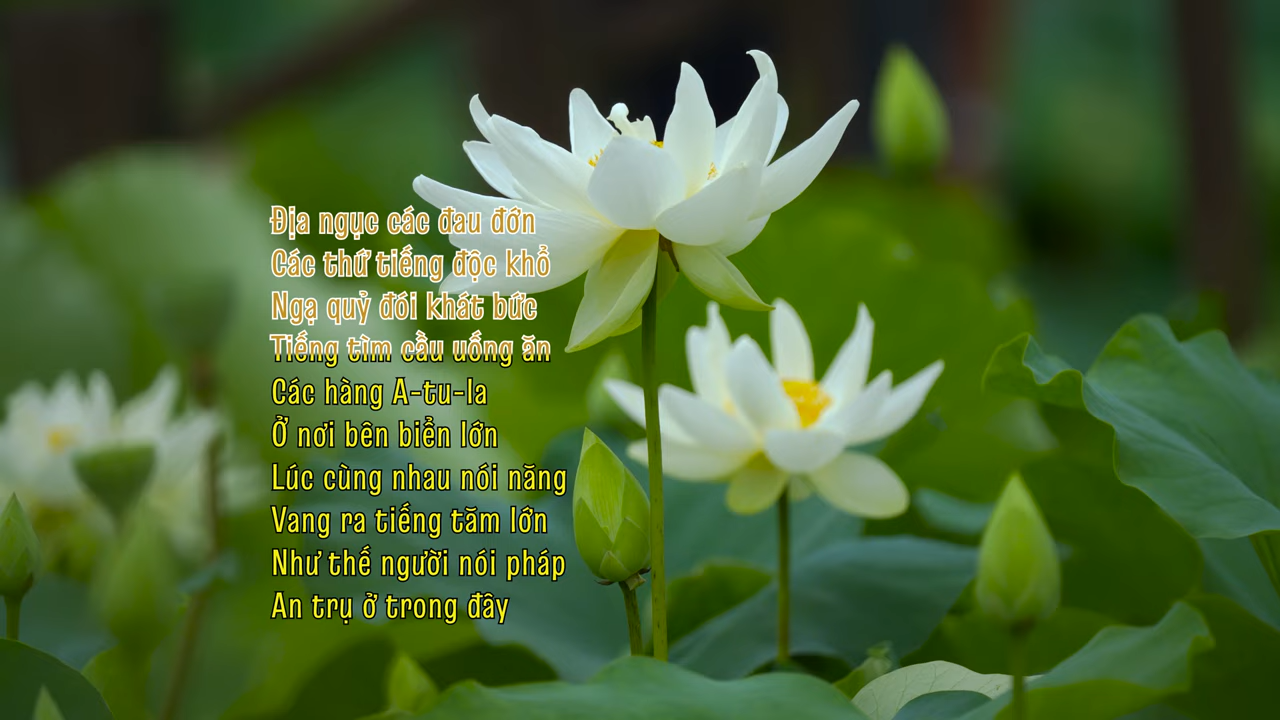 Địa ngục các đau đớn
Các thứ tiếng độc khổ
Ngạ quỷ đói khát bức
Tiếng tìm cầu uống ăn
Các hàng A-tu-la
Ở nơi bên biển lớn
Lúc cùng nhau nói năng
Vang ra tiếng tăm lớn
Như thế người nói pháp
An trụ ở trong đây